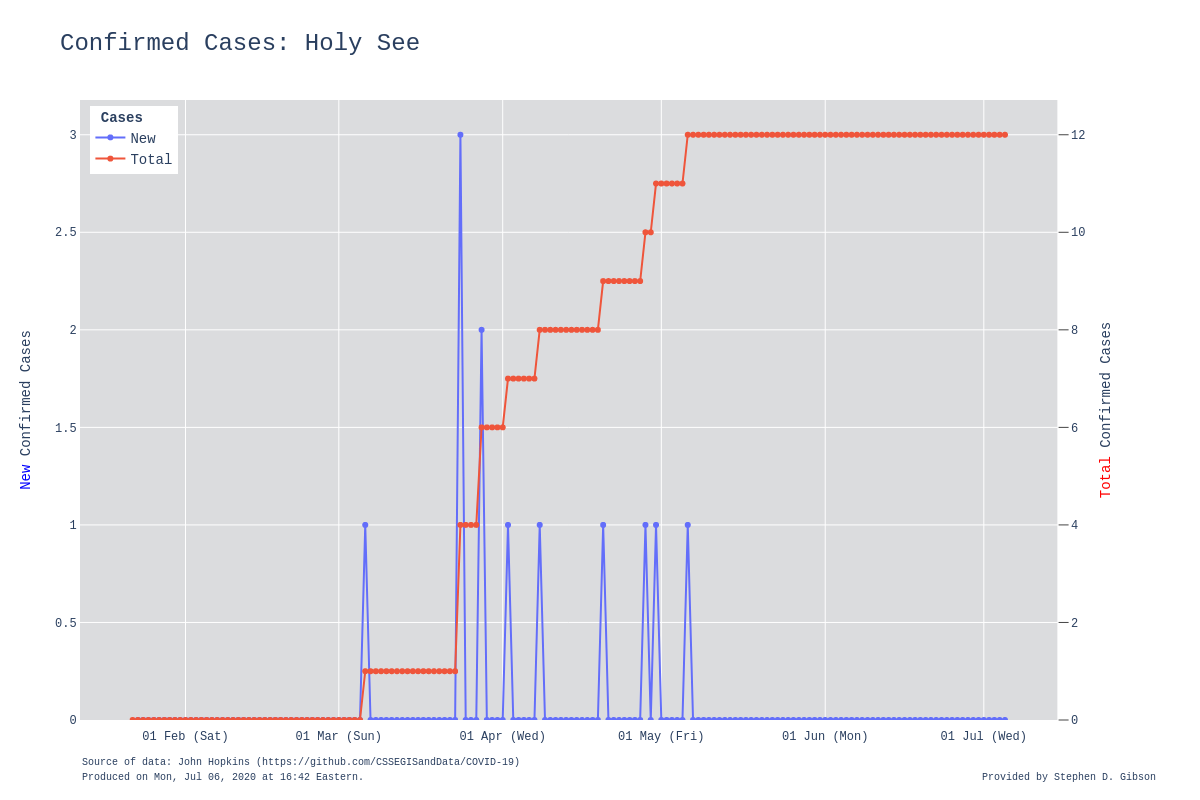 Confirmed Cases: Holy See
Cases
New
Total
3
2.5
2
1.5
1
0.5
0
New Confirmed Cases
12
10
8
6
4
2
0
Total Confirmed Cases
01 Feb (Sat) 01 Mar (Sun) 01 Apr (Wed) 01 May (Fri) 01 Jun (Mon) 01 Jul (Wed)
Source of data: John Hopkins (https://github.com/CSSEGISandData/COVID-19)
Produced on Mon, Jul 06, 2020 at 16:42 Eastern.
Provided by Stephen D. Gibson